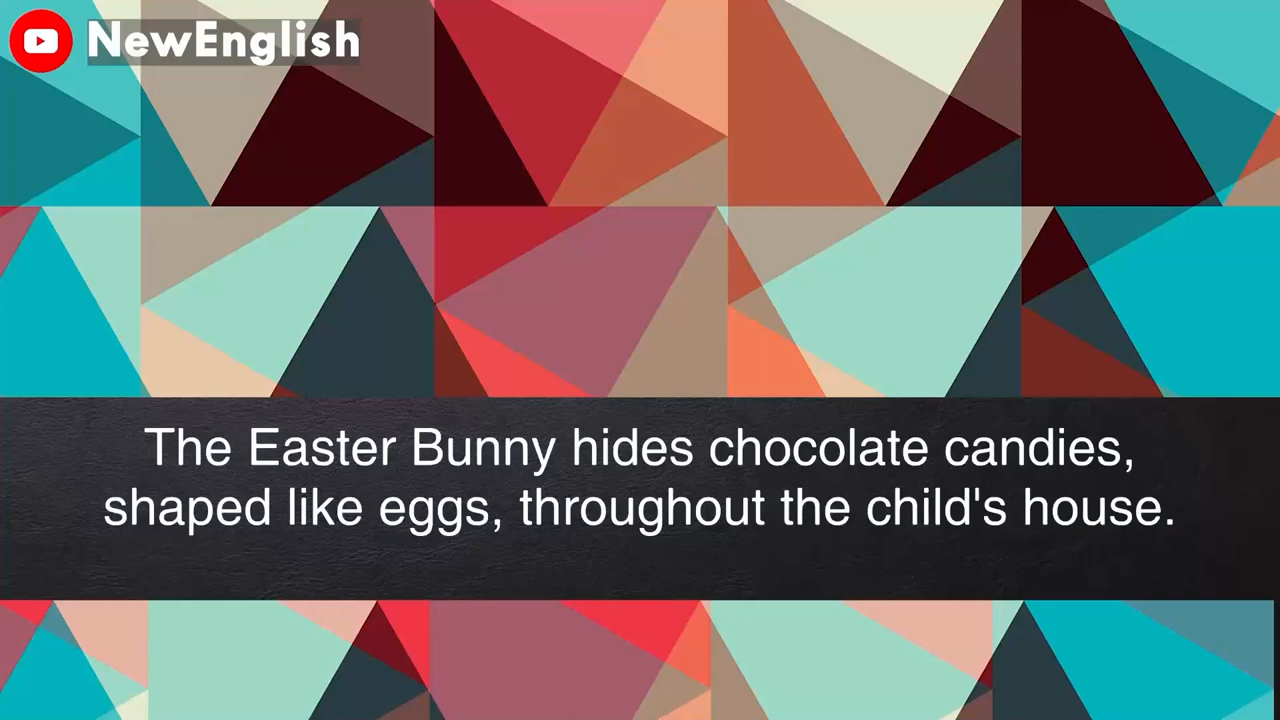 NewEnglish
The Easter Bunny hides chocolate candies,
shaped like eggs, throughout the child's house.